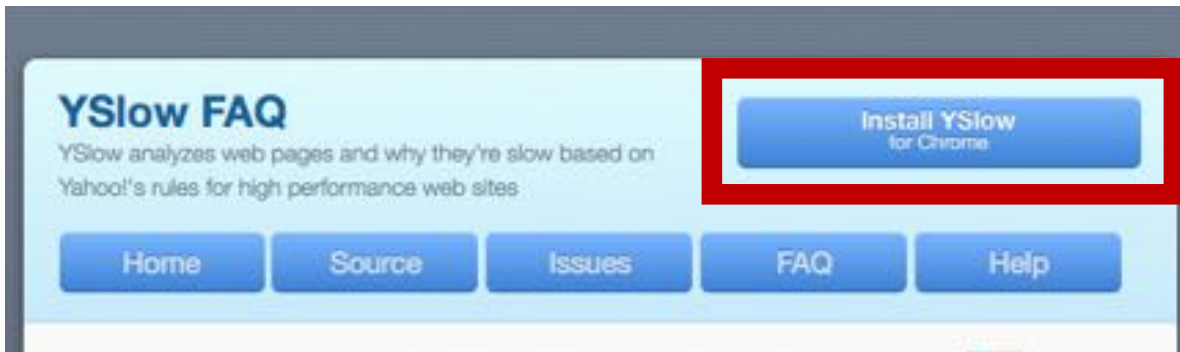 YSlow FAQ
YSlow analyzes web pages and why they're slow based on
Yahoo!'s rules for high performance web sites
Install YSlow
for Chrome
Home
Source
Issues
FAQ
Help